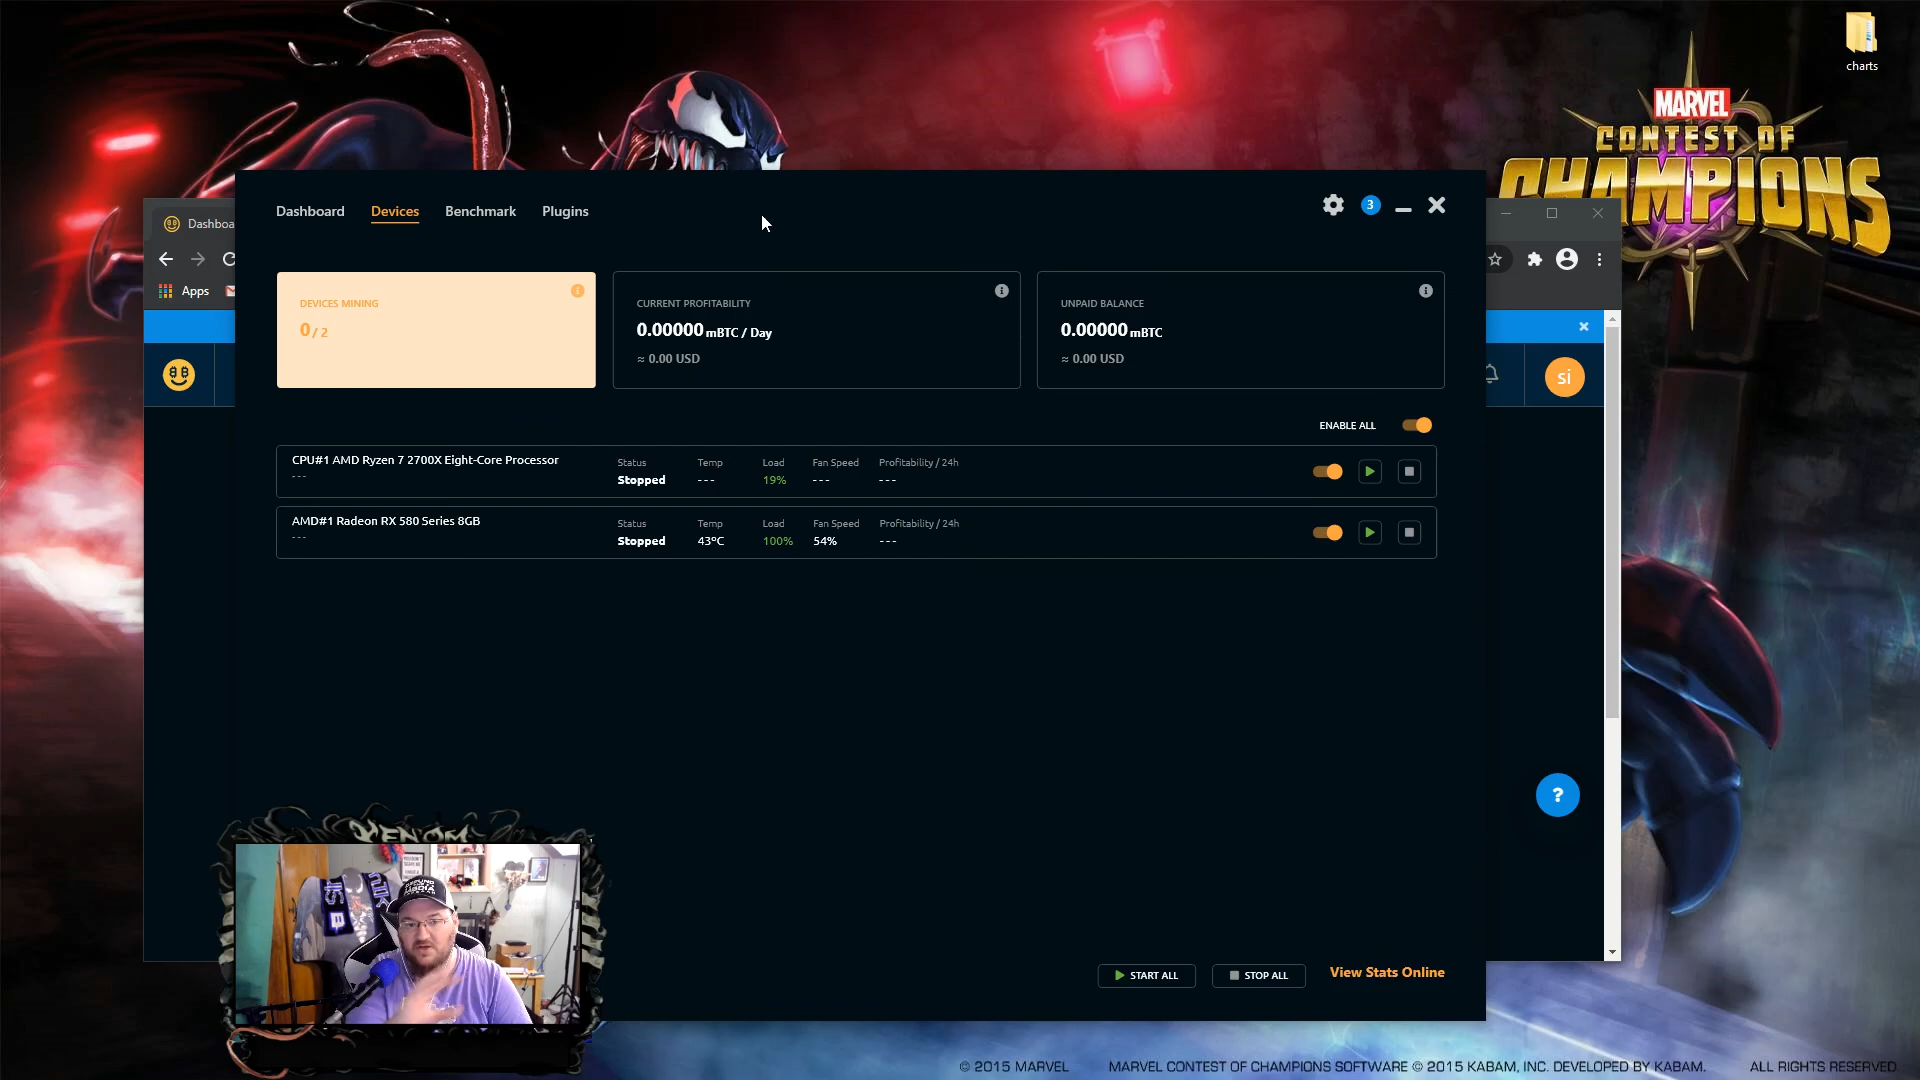 charts
MARVEL
CONTEST OF
CHAMPIONS
Dashboa
Apps
Dashboard Devices Benchmark Plugins
3
DEVICES MINING
0 / 2
CURRENT PROFITABILITY
0.00000 mBTC / Day
≈ 0.00 USD
UNPAID BALANCE
0.00000 mBTC
≈ 0.00 USD
si
ENABLE ALL
CPU#1 AMD Ryzen 7 2700X Eight-Core Processor
---
Status Temp Load Fan Speed Profitability / 24h
Stopped --- 19% --- ---
AMD#1 Radeon RX 580 Series 8GB
---
Status Temp Load Fan Speed Profitability / 24h
Stopped 43°C 100% 54% ---
?
VENOM
MEDIA
START ALL STOP ALL View Stats Online
© 2015 MARVEL MARVEL CONTEST OF CHAMPIONS SOFTWARE © 2015 KABAM, INC. DEVELOPED BY KABAM. ALL RIGHTS RESERVED.